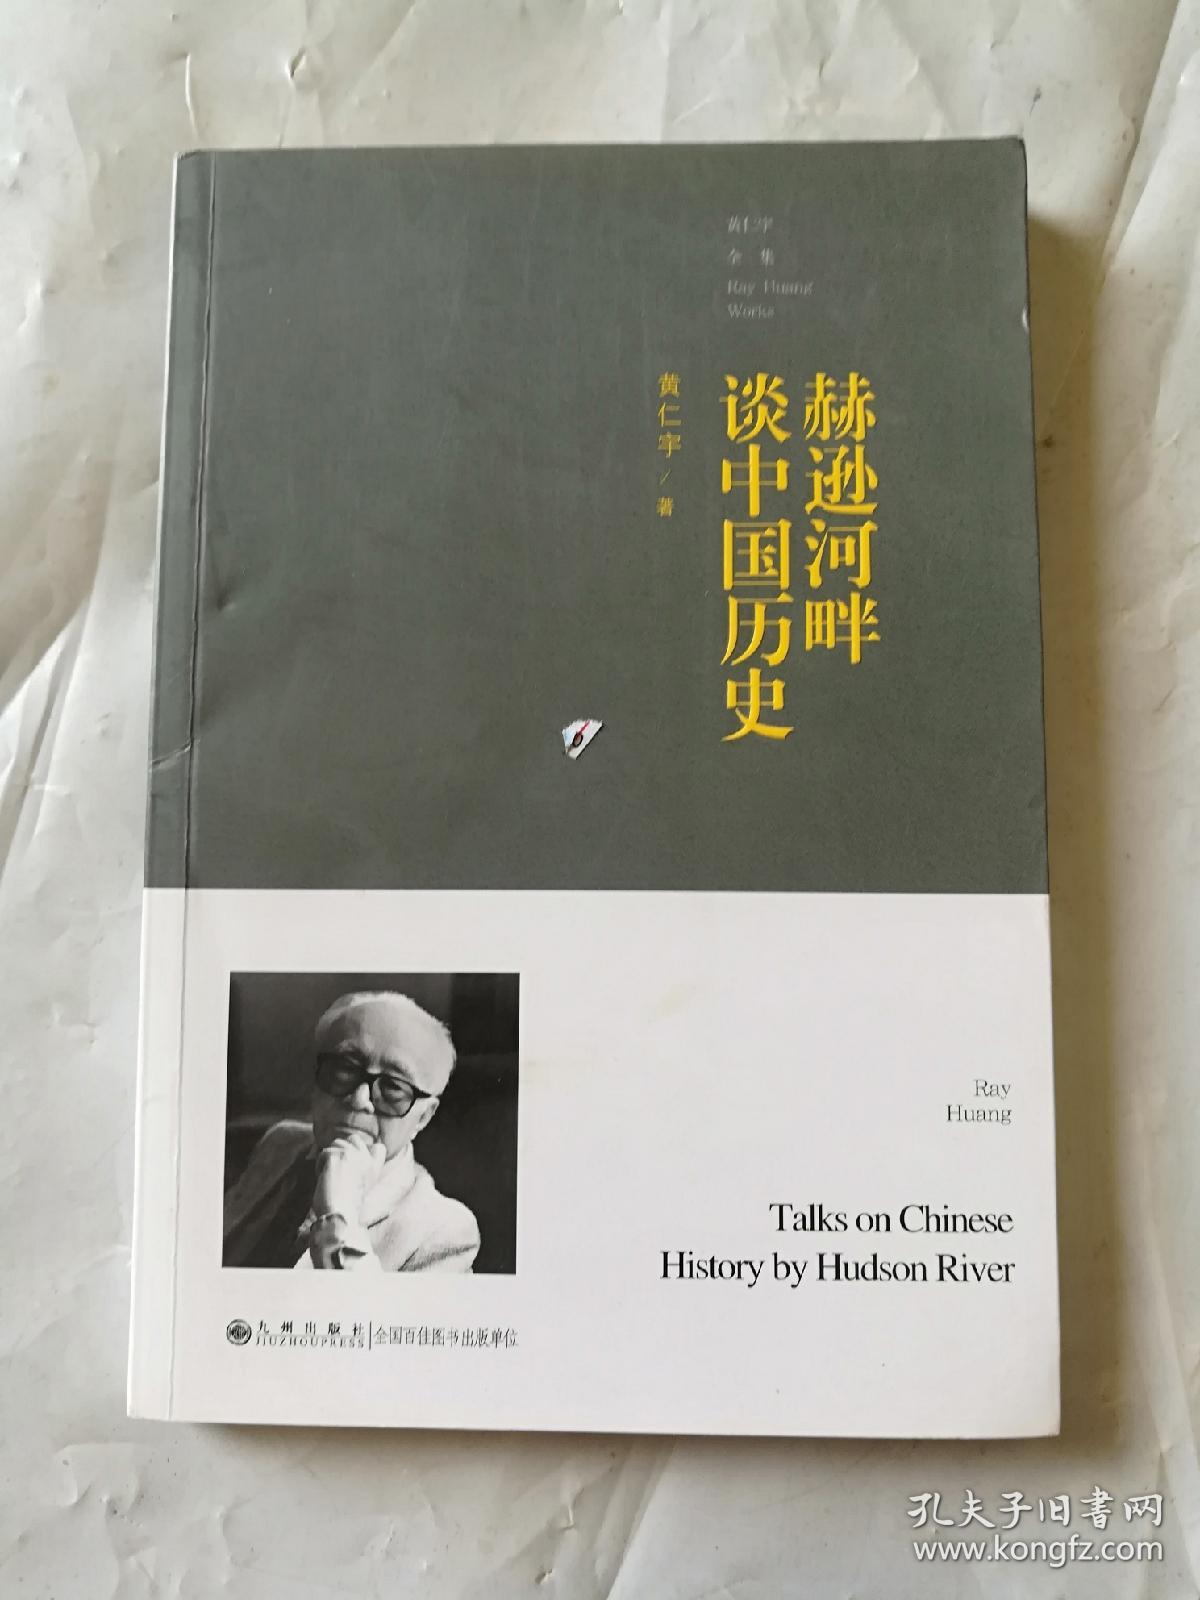 黄仁宇
全集
Ray Huang
Works
赫逊河畔
谈中国历史
黄仁宇/著
Ray
Huang
Talks on Chinese
History by Hudson River
九州出版社
JIUZHOUPRESS
全国百佳图书出版单位
孔夫子旧书网
www.kongfz.com